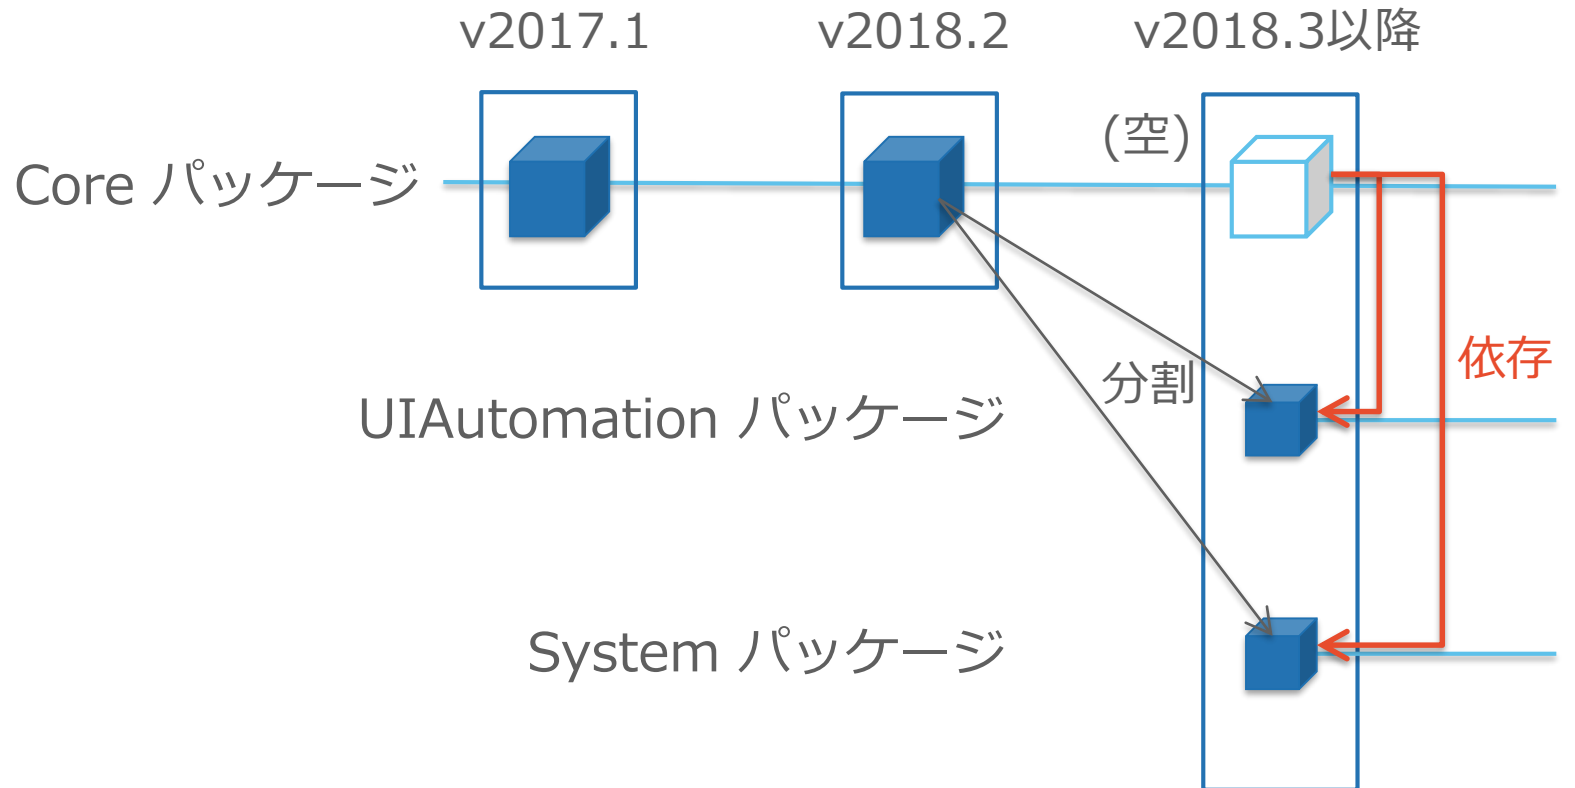 v2017.1
v2018.2
v2018.3以降
(空)
Core パッケージ
依存
分割
UIAutomation パッケージ
System パッケージ